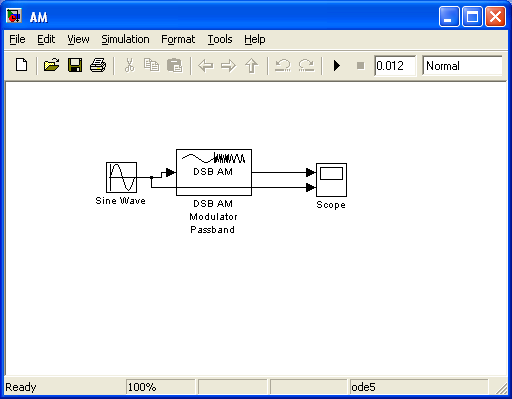 AM
File Edit View Simulation Format Tools Help
0.012 Normal
DSB AM
Sine Wave
DSB AM
Modulator
Passband
Scope
Ready 100% ode5